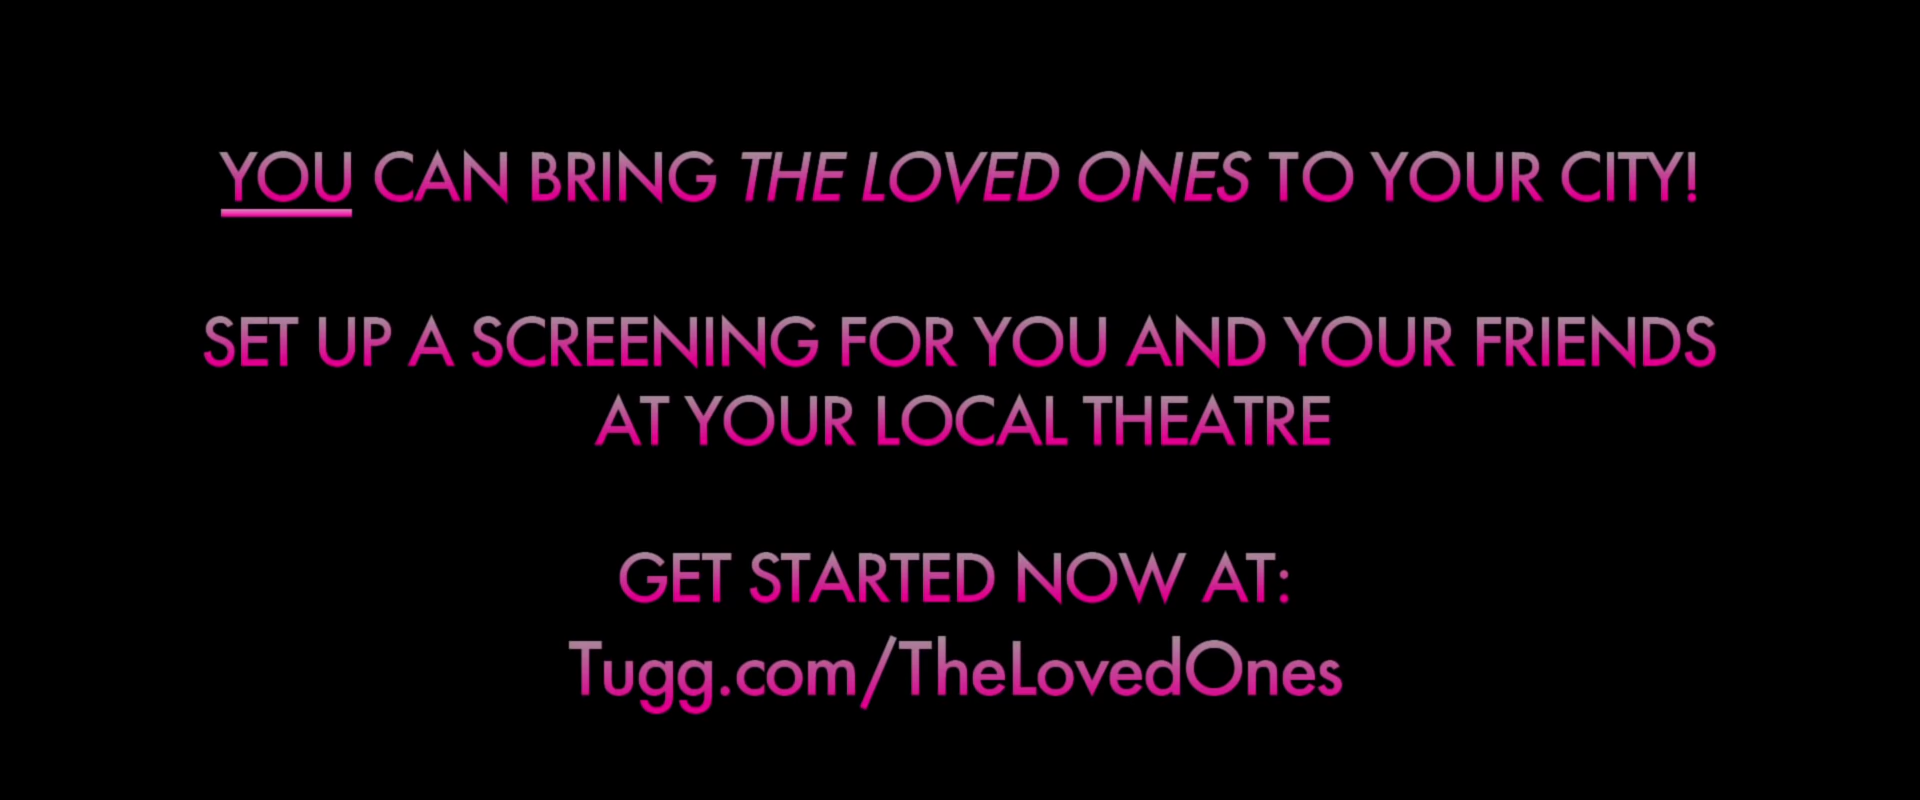 YOU CAN BRING THE LOVED ONES TO YOUR CITY!
SET UP A SCREENING FOR YOU AND YOUR FRIENDS
AT YOUR LOCAL THEATRE
GET STARTED NOW AT:
Tugg.com/TheLovedOnes